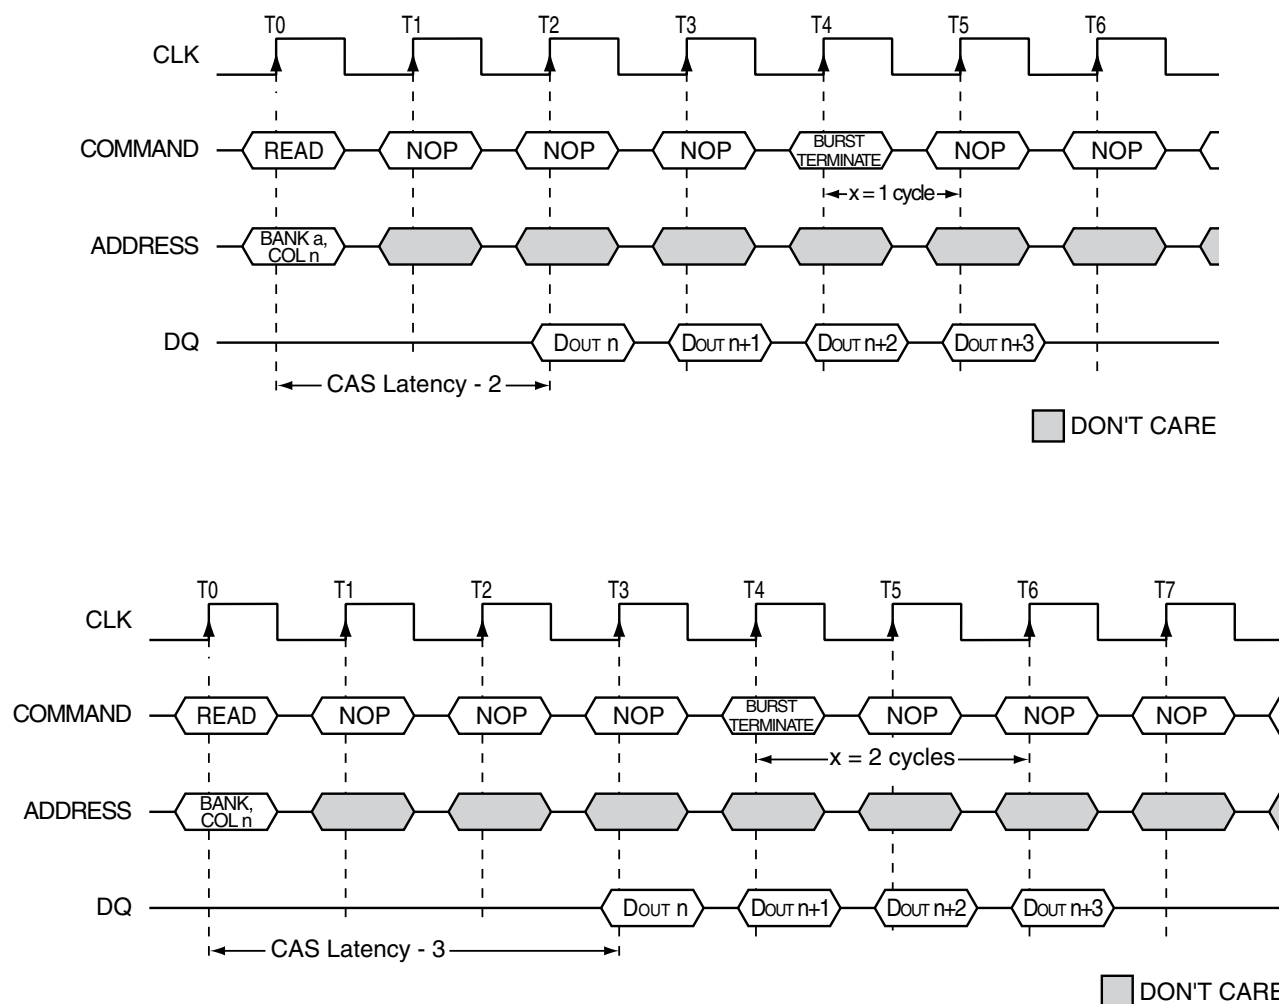 T0 T1 T2 T3 T4 T5 T6
CLK
COMMAND READ NOP NOP NOP BURST TERMINATE NOP NOP
x = 1 cycle
ADDRESS BANK a, COL n
DQ DOUT n DOUT n+1 DOUT n+2 DOUT n+3
CAS Latency - 2
DON'T CARE
T0 T1 T2 T3 T4 T5 T6 T7
CLK
COMMAND READ NOP NOP NOP BURST TERMINATE NOP NOP NOP
x = 2 cycles
ADDRESS BANK, COL n
DQ DOUT n DOUT n+1 DOUT n+2 DOUT n+3
CAS Latency - 3
DON'T CARE